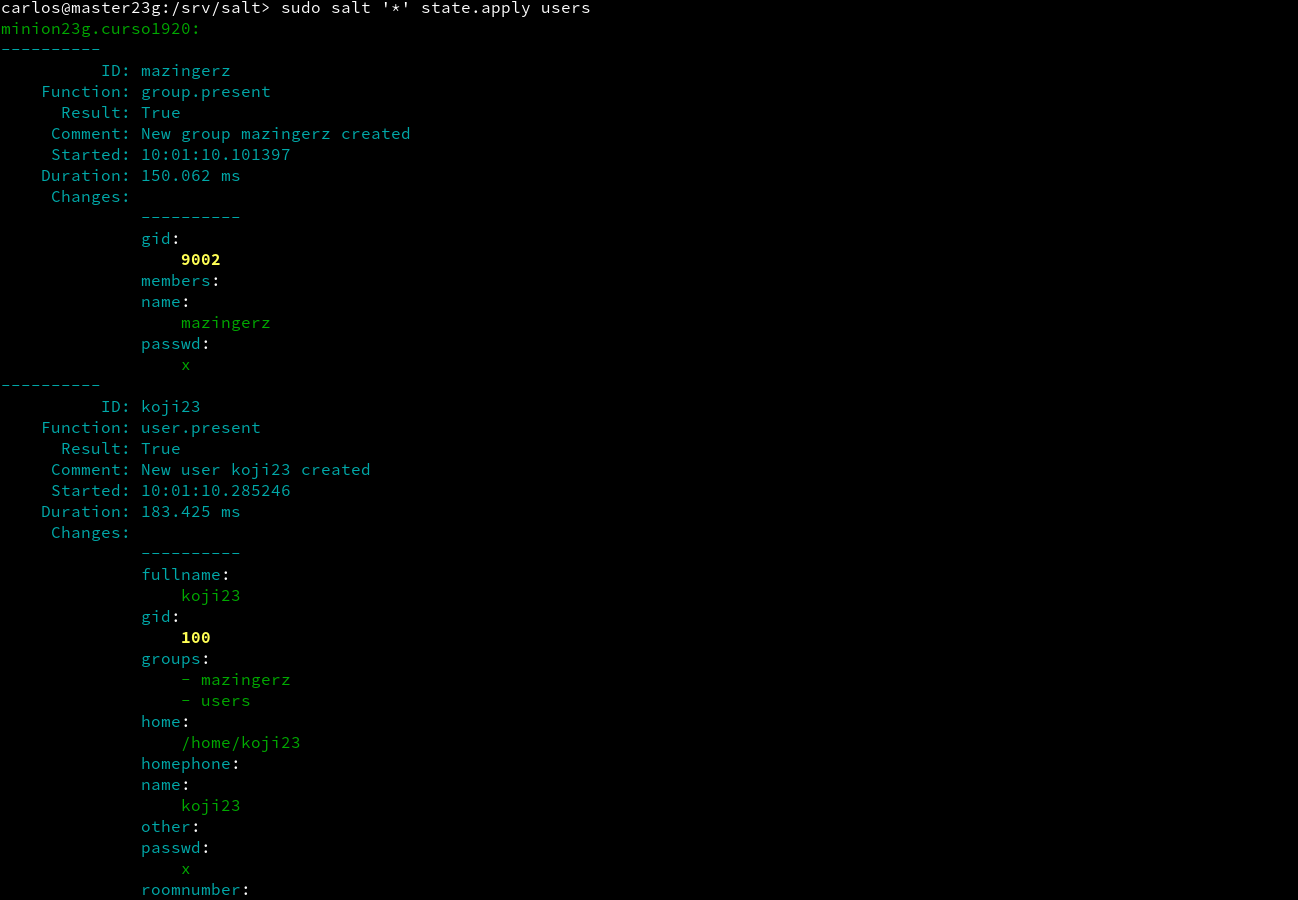 carlos@master23g:/srv/salt> sudo salt '*' state.apply users
minion23g.curso1920:
----------
          ID: mazingerz
    Function: group.present
      Result: True
     Comment: New group mazingerz created
     Started: 10:01:10.101397
    Duration: 150.062 ms
     Changes:
              ----------
              gid:
                  9002
              members:
              name:
                  mazingerz
              passwd:
                  x
----------
          ID: koji23
    Function: user.present
      Result: True
     Comment: New user koji23 created
     Started: 10:01:10.285246
    Duration: 183.425 ms
     Changes:
              ----------
              fullname:
                  koji23
              gid:
                  100
              groups:
                  - mazingerz
                  - users
              home:
                  /home/koji23
              homephone:
              name:
                  koji23
              other:
              passwd:
                  x
              roomnumber: